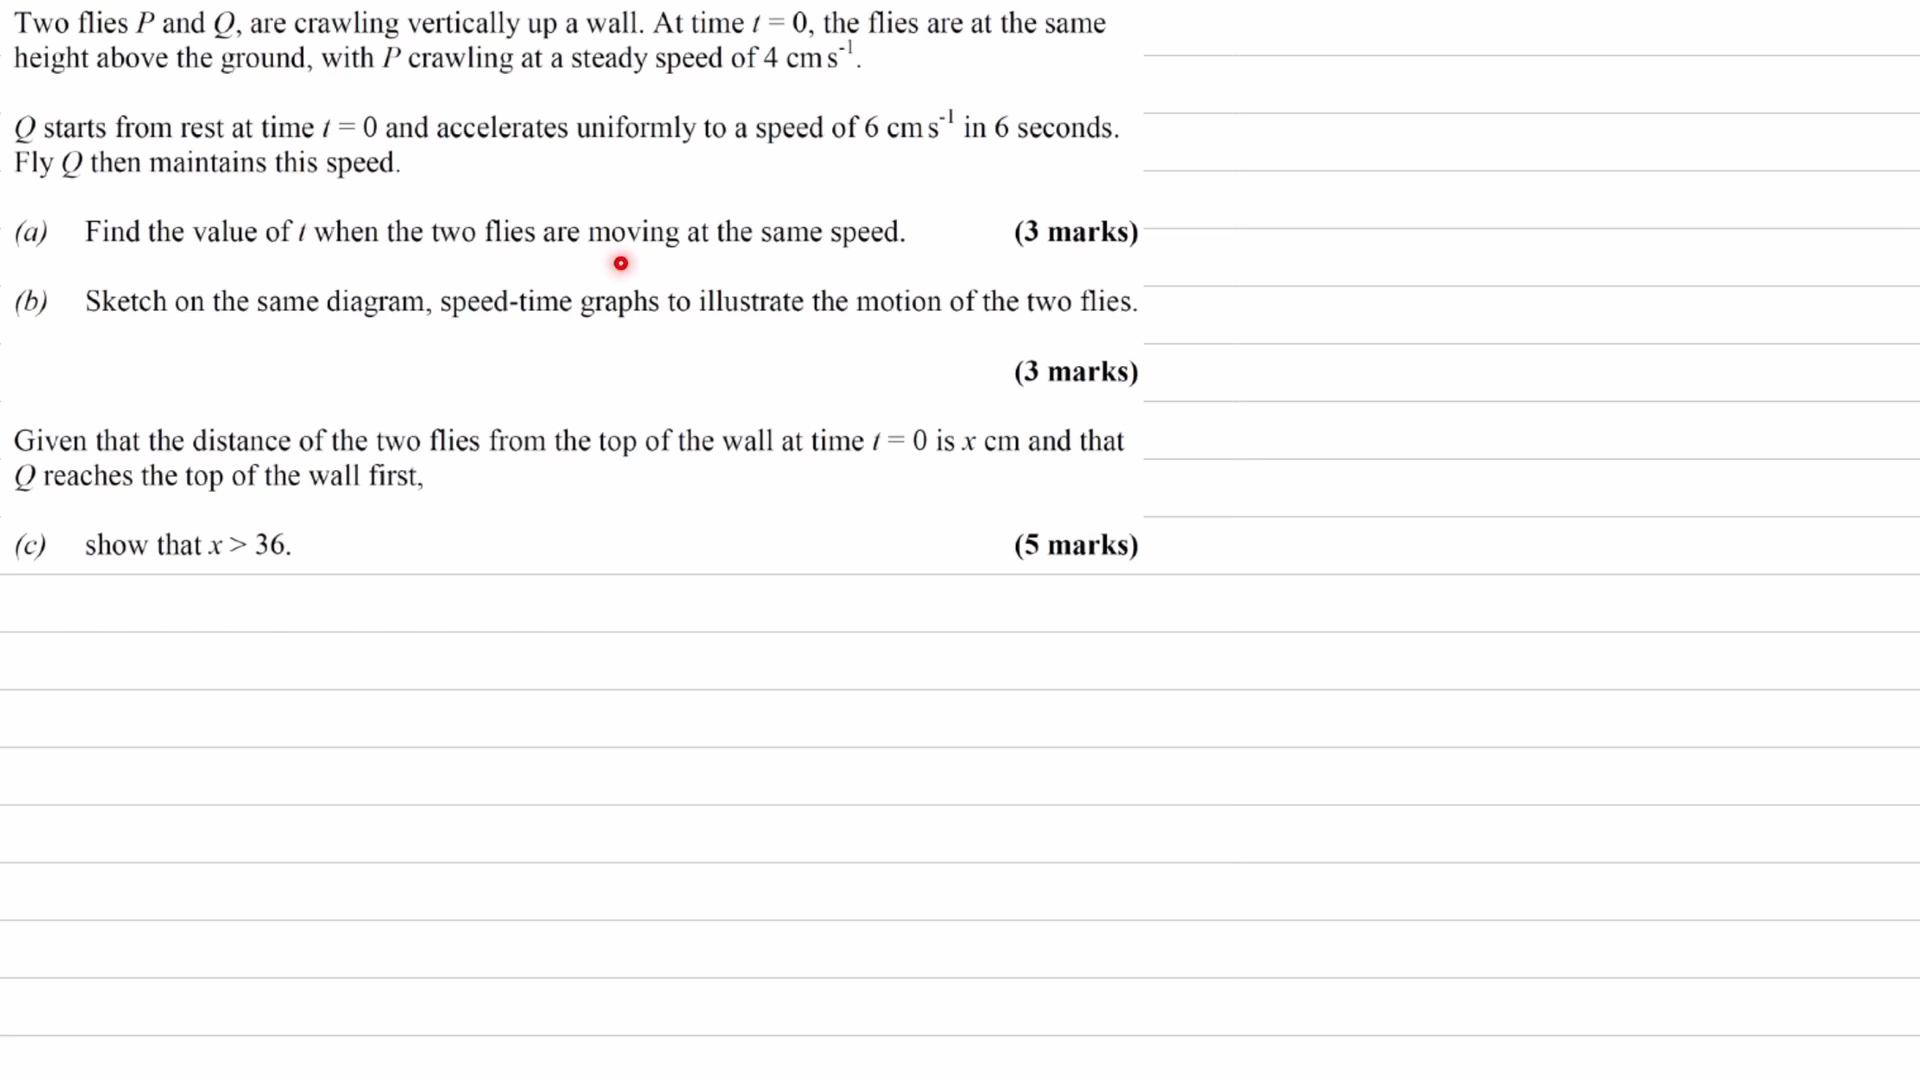 Two flies P and Q, are crawling vertically up a wall. At time t = 0, the flies are at the same
height above the ground, with P crawling at a steady speed of 4 cm s⁻¹.
Q starts from rest at time t = 0 and accelerates uniformly to a speed of 6 cm s⁻¹ in 6 seconds.
Fly Q then maintains this speed.
(a) Find the value of t when the two flies are moving at the same speed. (3 marks)
(b) Sketch on the same diagram, speed-time graphs to illustrate the motion of the two flies.
(3 marks)
Given that the distance of the two flies from the top of the wall at time t = 0 is x cm and that
Q reaches the top of the wall first,
(c) show that x > 36. (5 marks)